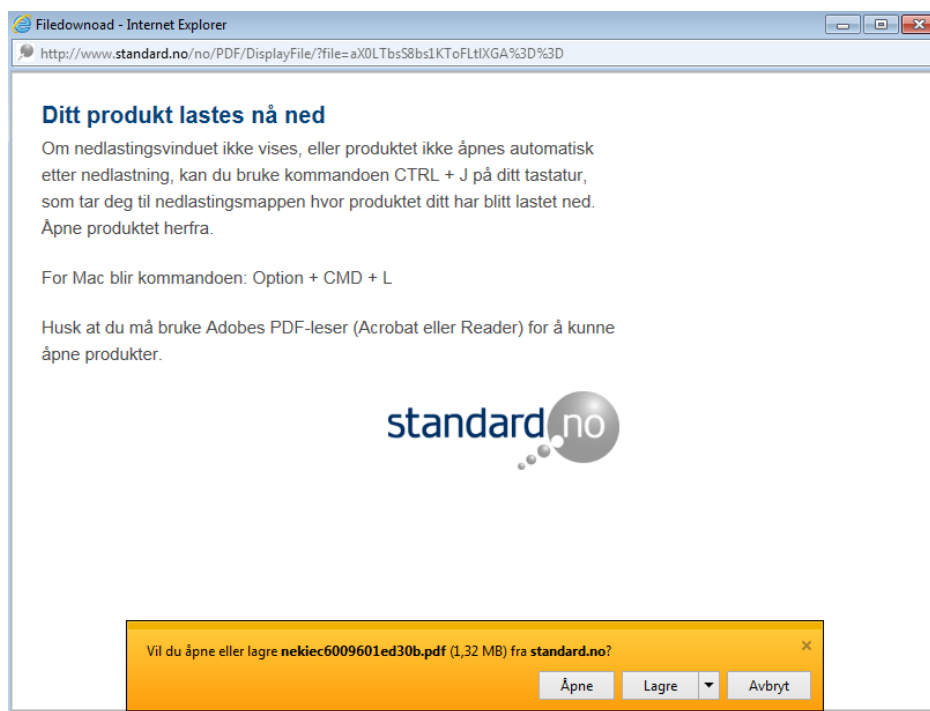 Filedownoad - Internet Explorer
http://www.standard.no/no/PDF/DisplayFile/?file=aX0LTbsS8bs1KToFLtIXGA%3D%3D
Ditt produkt lastes nå ned
Om nedlastingsvinduet ikke vises, eller produktet ikke åpnes automatisk
etter nedlastning, kan du bruke kommandoen CTRL + J på ditt tastatur,
som tar deg til nedlastingsmappen hvor produktet ditt har blitt lastet ned.
Åpne produktet herfra.
For Mac blir kommandoen: Option + CMD + L
Husk at du må bruke Adobes PDF-leser (Acrobat eller Reader) for å kunne
åpne produkter.
standard.no
Vil du åpne eller lagre nekiec6009601ed30b.pdf (1,32 MB) fra standard.no?
Åpne Lagre Avbryt